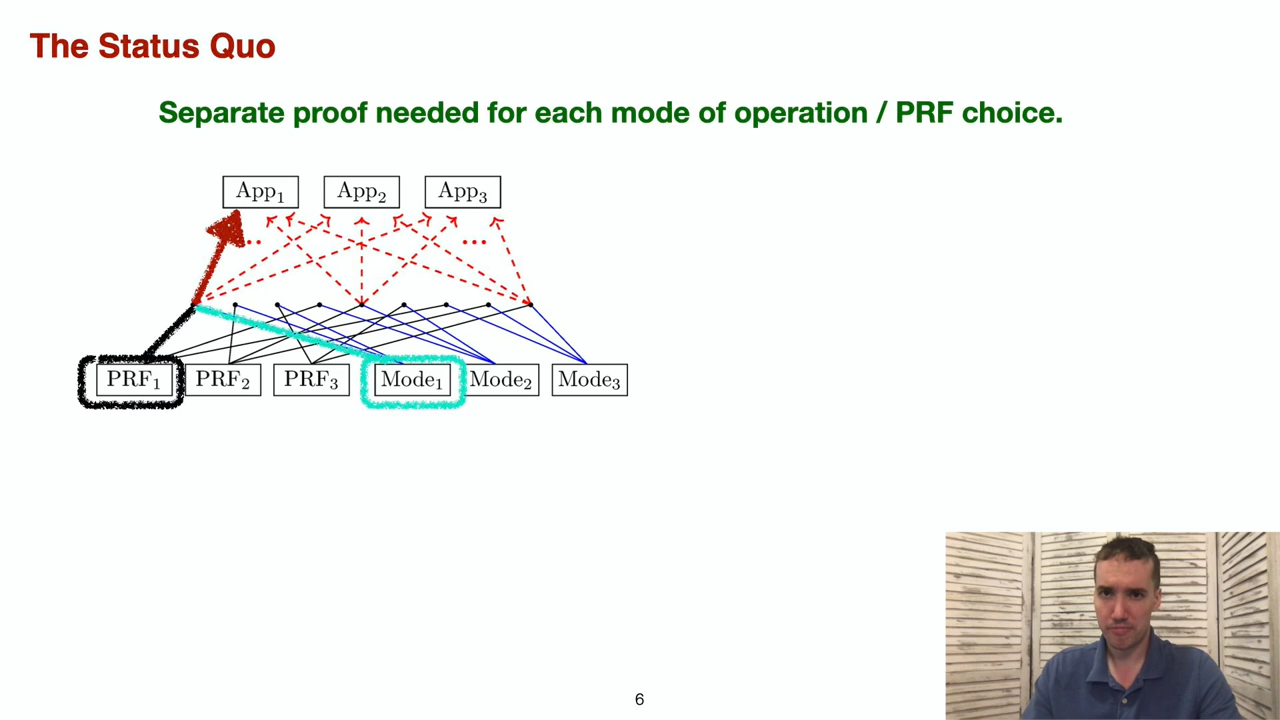 The Status Quo
Separate proof needed for each mode of operation / PRF choice.
App₁ App₂ App₃
... ...
PRF₁ PRF₂ PRF₃ Mode₁ Mode₂ Mode₃
6